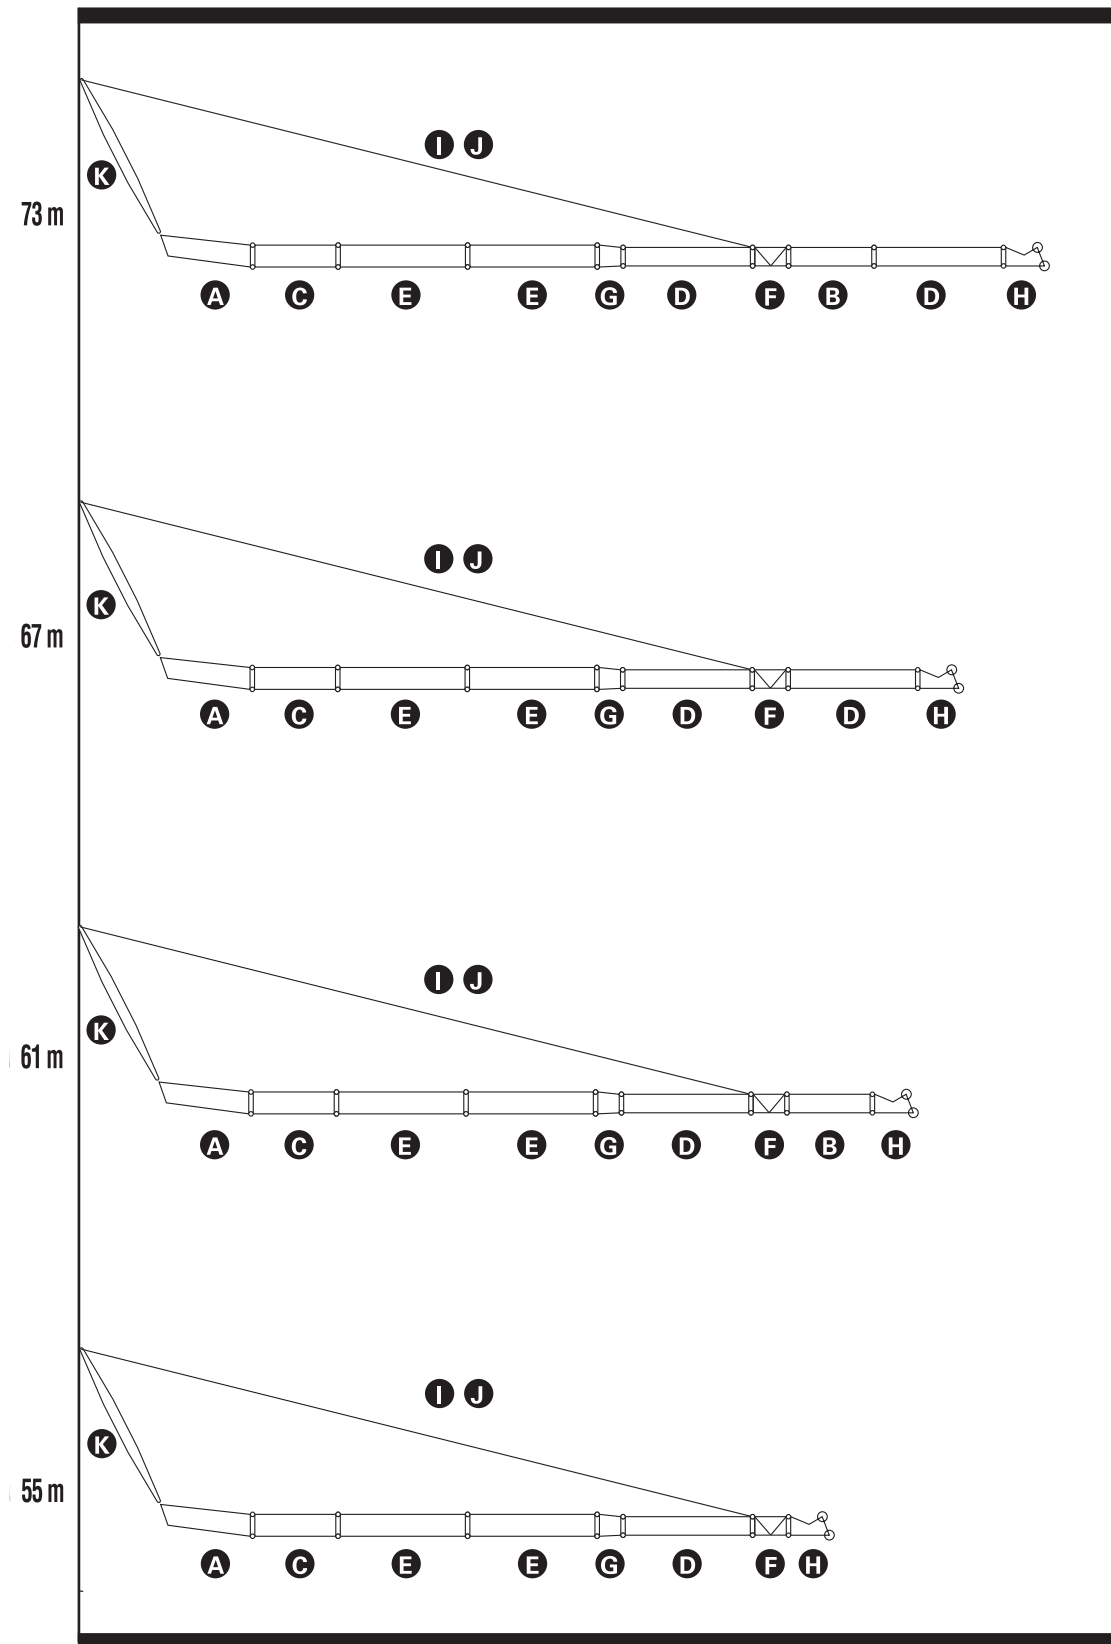 I J
K
73 m
A C E E G D F B D H
I J
K
67 m
A C E E G D F D H
I J
K
61 m
A C E E G D F B H
I J
K
55 m
A C E E G D F H